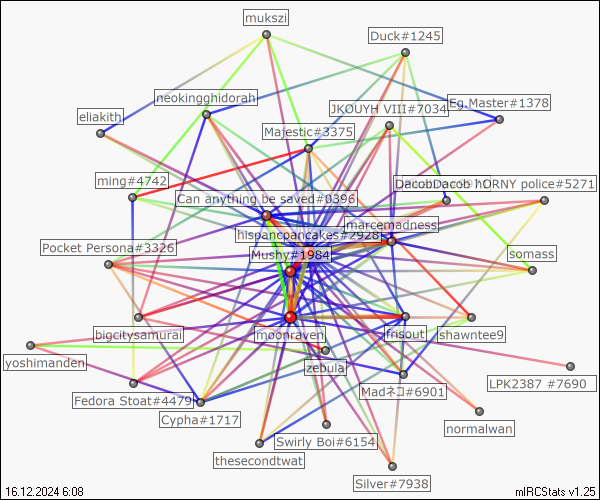 mukszi
Duck#1245
neokingghidorah
JKOUYH VIII#7034
Eg.Master#1378
eliakith
Majestic#3375
ming#4742
Can anything be saved#0396
HORNY police#5271
marcemadness
hispancpancakes#2928
Pocket Persona#3326
Mushy#1984
somass
bigcitysamurai
moonraven
frisout
shawntee9
yoshimanden
zebula
LPK2387 #7690
Fedora Stoat#4479
Madネコ#6901
Cypha#1717
normalwan
Swirly Boi#6154
thesecondtwat
Silver#7938
16.12.2024 6:08
mIRCStats v1.25